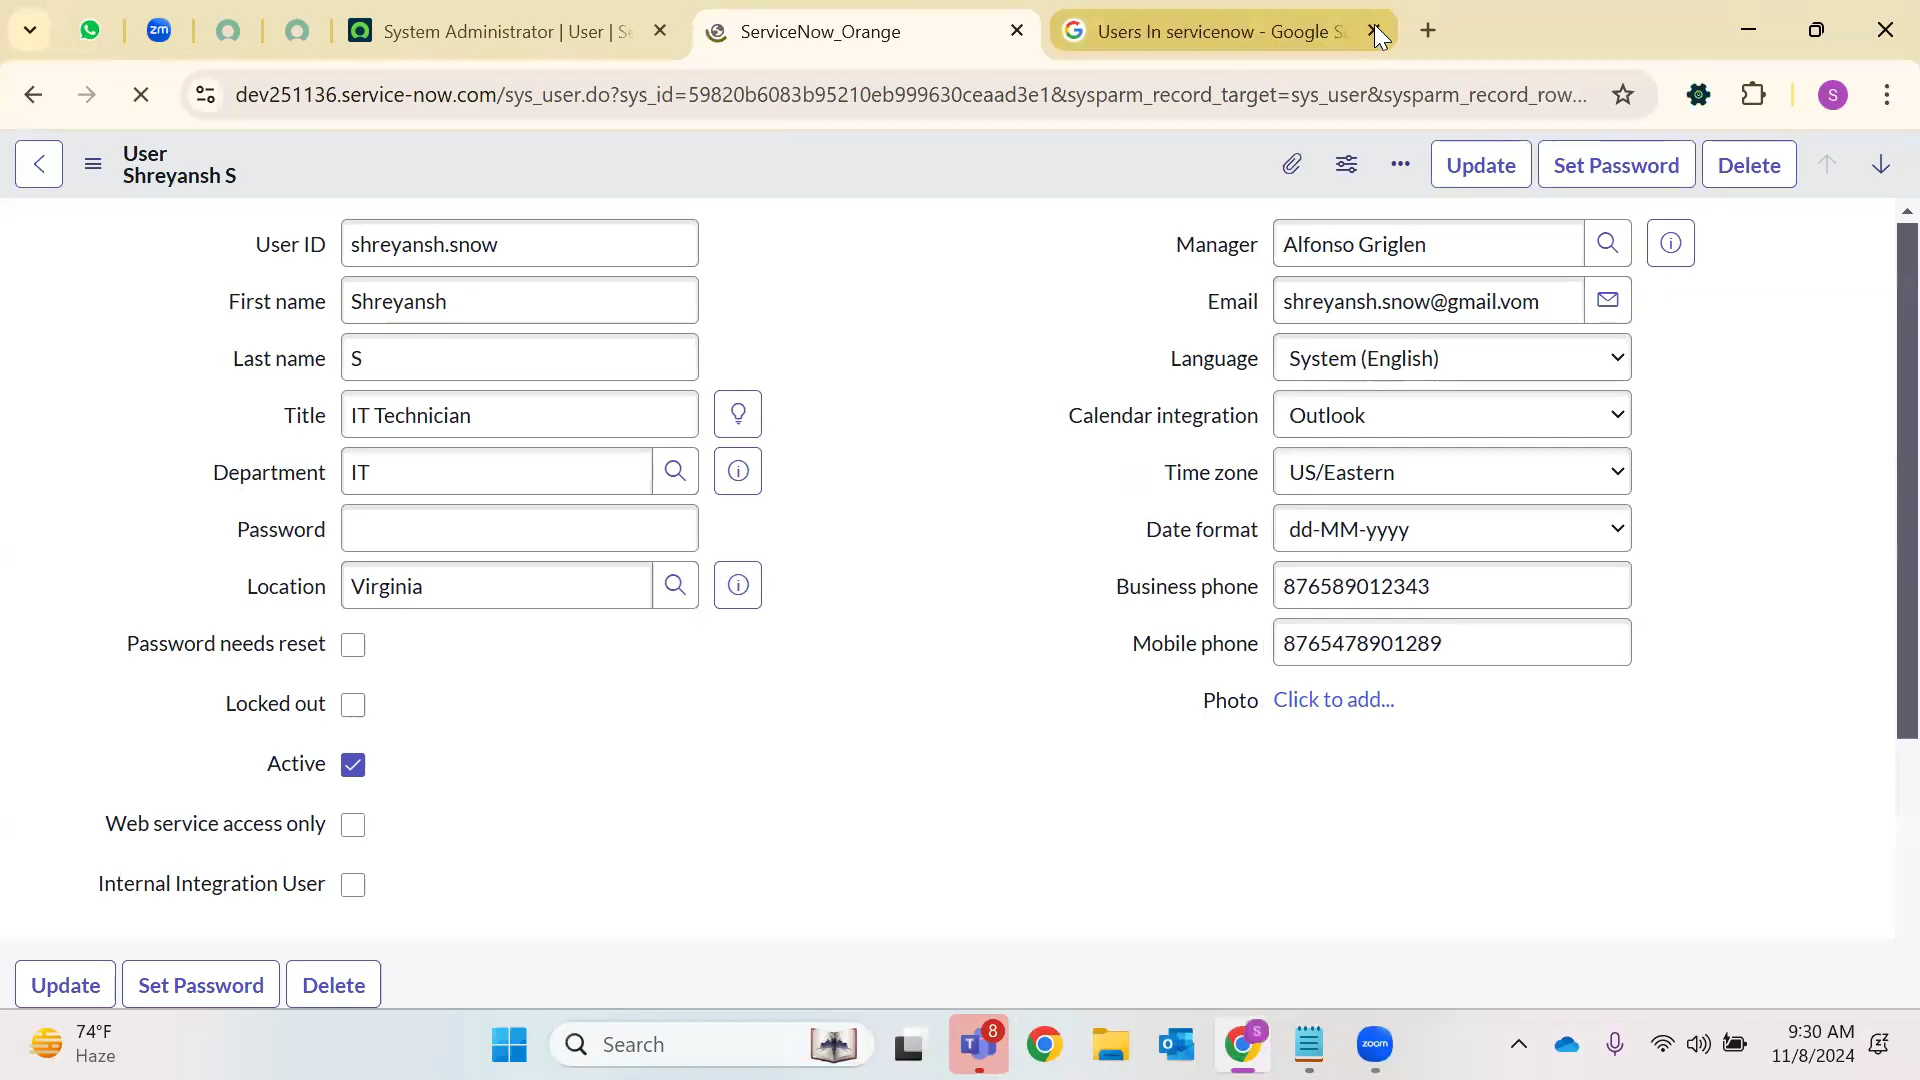 zm
System Administrator | User | Se
ServiceNow_Orange
Users In servicenow - Google S
dev251136.service-now.com/sys_user.do?sys_id=59820b6083b95210eb999630ceaad3e1&sysparm_record_target=sys_user&sysparm_record_row...
S
User
Shreyansh S
Update
Set Password
Delete
User ID
shreyansh.snow
Manager
Alfonso Griglen
First name
Shreyansh
Email
shreyansh.snow@gmail.vom
Last name
S
Language
System (English)
Title
IT Technician
Calendar integration
Outlook
Department
IT
Time zone
US/Eastern
Password
Date format
dd-MM-yyyy
Location
Virginia
Business phone
876589012343
Password needs reset
Mobile phone
8765478901289
Locked out
Photo
Click to add...
Active
Web service access only
Internal Integration User
Update
Set Password
Delete
74°F
Haze
Search
8
S
zoom
9:30 AM
11/8/2024